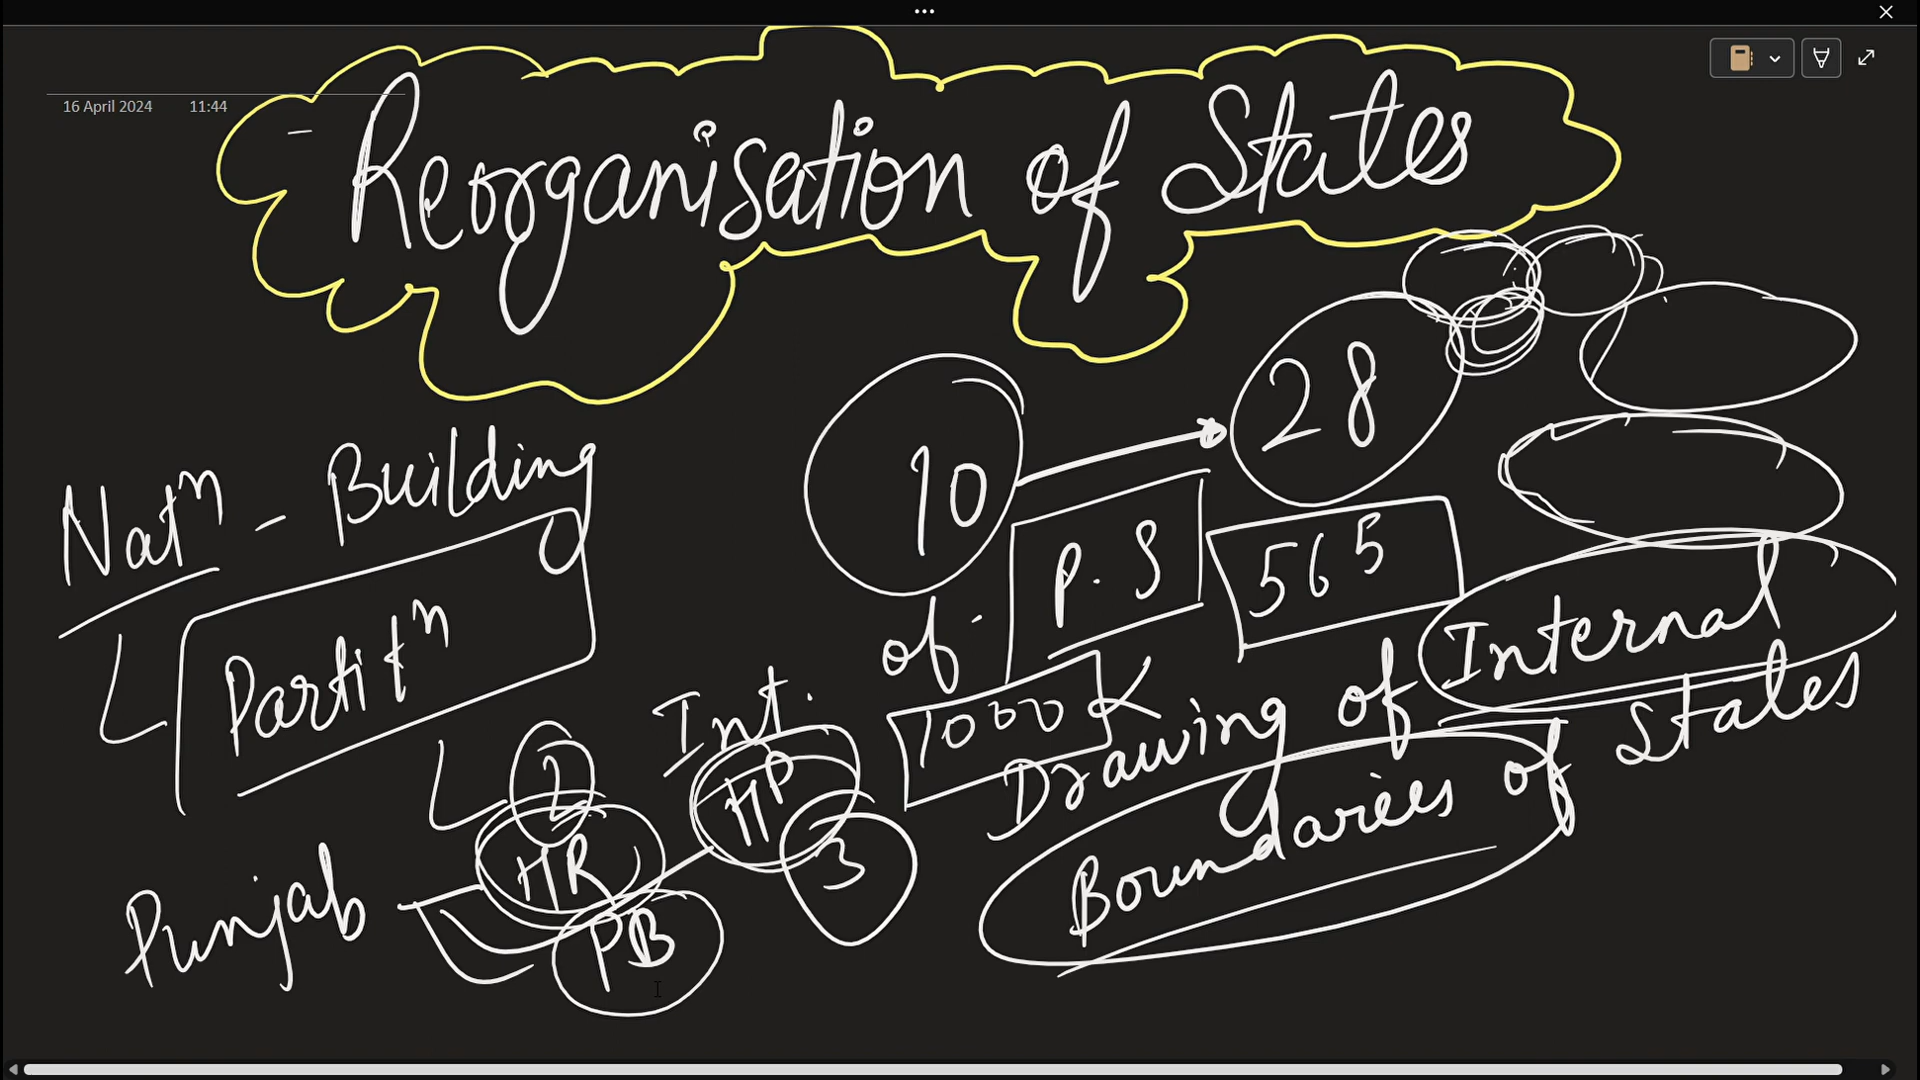 16 April 2024 11:44
Reorganisation of States
10 → 28
Natn - Building
Partitn
2
Int. of P.S 565
1000
3
Drawing of Internal
Boundaries of States
Punjab
HR
HP
PB